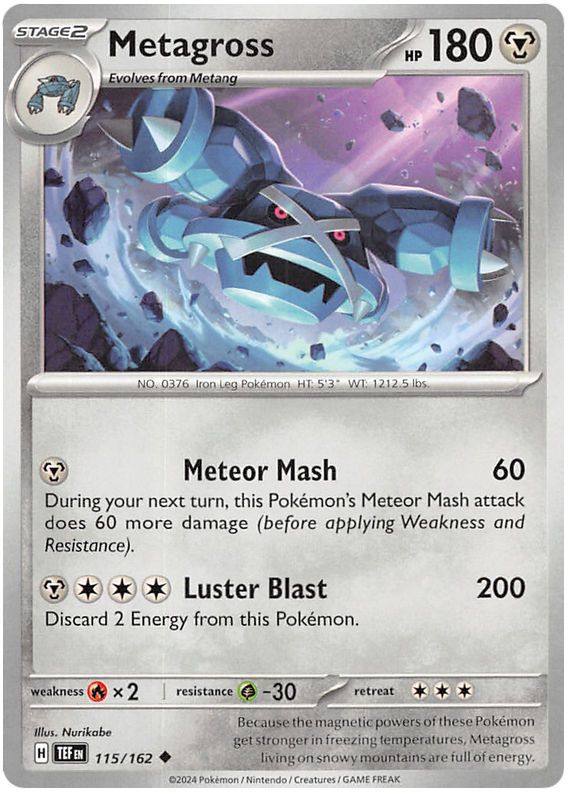 STAGE2
Metagross
HP 180
Evolves from Metang
NO. 0376 Iron Leg Pokémon HT: 5'3" WT: 1212.5 lbs.
Meteor Mash 60
During your next turn, this Pokémon's Meteor Mash attack
does 60 more damage (before applying Weakness and
Resistance).
Luster Blast 200
Discard 2 Energy from this Pokémon.
weakness ×2 resistance -30 retreat
Illus. Nurikabe
H TEF EN 115/162
Because the magnetic powers of these Pokémon
get stronger in freezing temperatures, Metagross
living on snowy mountains are full of energy.
©2024 Pokémon / Nintendo / Creatures / GAME FREAK